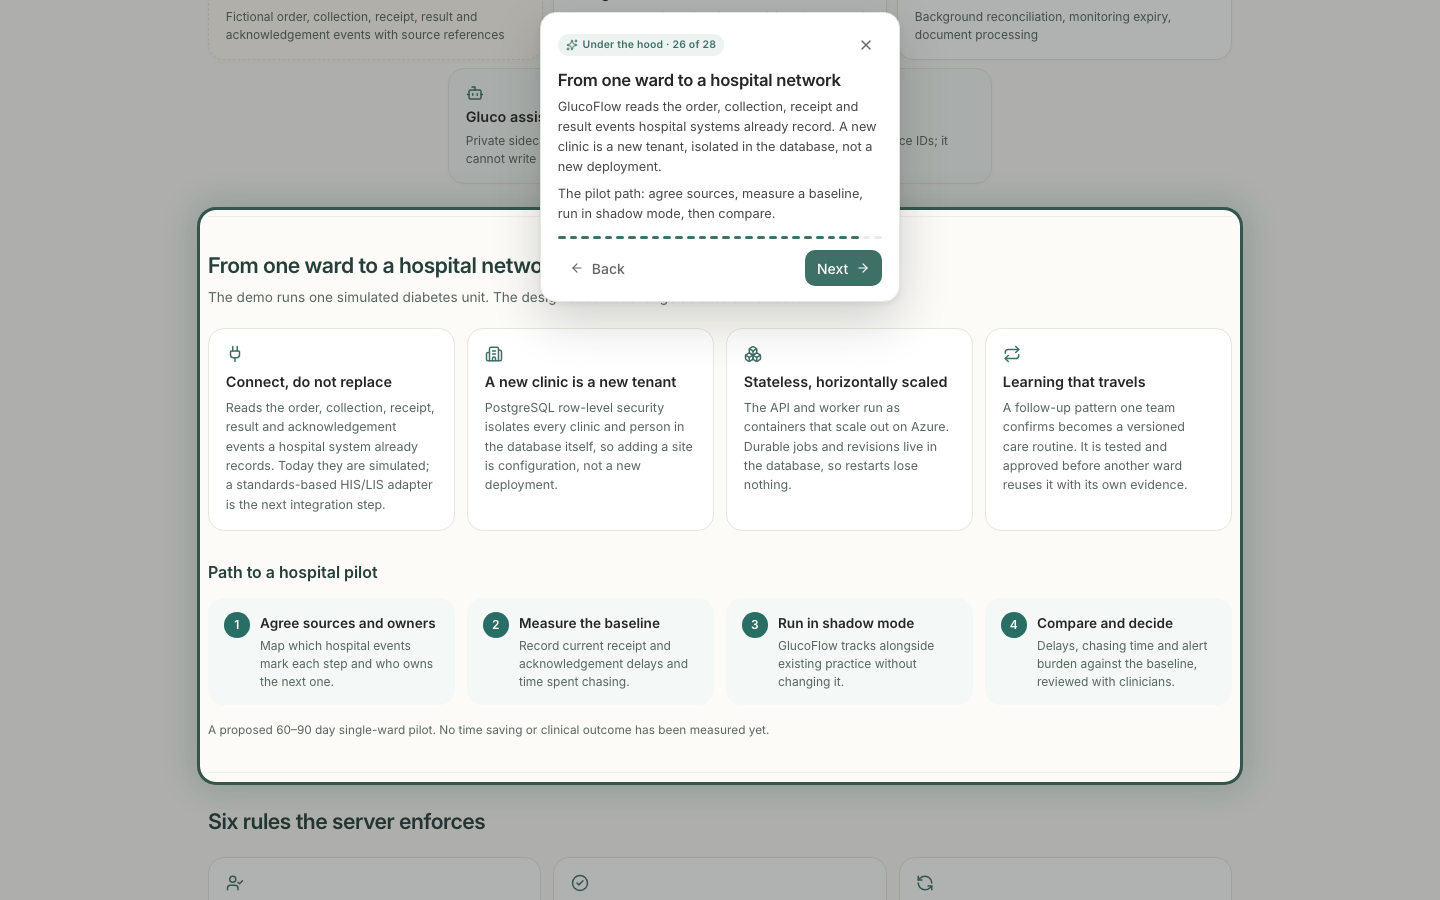 Fictional order, collection, receipt, result and
acknowledgement events with source references
Background reconciliation, monitoring expiry,
document processing
Gluco
Private
cannot write
IDs; it
Under the hood · 26 of 28
From one ward to a hospital network
GlucoFlow reads the order, collection, receipt and
result events hospital systems already record. A new
clinic is a new tenant, isolated in the database, not a
new deployment.
The pilot path: agree sources, measure a baseline,
run in shadow mode, then compare.
Back
Next
From one ward to a hospital
The demo runs one simulated diabetes unit. The
Connect, do not replace
Reads the order, collection, receipt,
result and acknowledgement
events a hospital system already
records. Today they are simulated;
a standards-based HIS/LIS adapter
is the next integration step.
A new clinic is a new tenant
PostgreSQL row-level security
isolates every clinic and person in
the database itself, so adding a site
is configuration, not a new
deployment.
Stateless, horizontally scaled
The API and worker run as
containers that scale out on Azure.
Durable jobs and revisions live in
the database, so restarts lose
nothing.
Learning that travels
A follow-up pattern one team
confirms becomes a versioned
care routine. It is tested and
approved before another ward
reuses it with its own evidence.
Path to a hospital pilot
1
Agree sources and owners
Map which hospital events
mark each step and who owns
the next one.
2
Measure the baseline
Record current receipt and
acknowledgement delays and
time spent chasing.
3
Run in shadow mode
GlucoFlow tracks alongside
existing practice without
changing it.
4
Compare and decide
Delays, chasing time and alert
burden against the baseline,
reviewed with clinicians.
A proposed 60–90 day single-ward pilot. No time saving or clinical outcome has been measured yet.
Six rules the server enforces